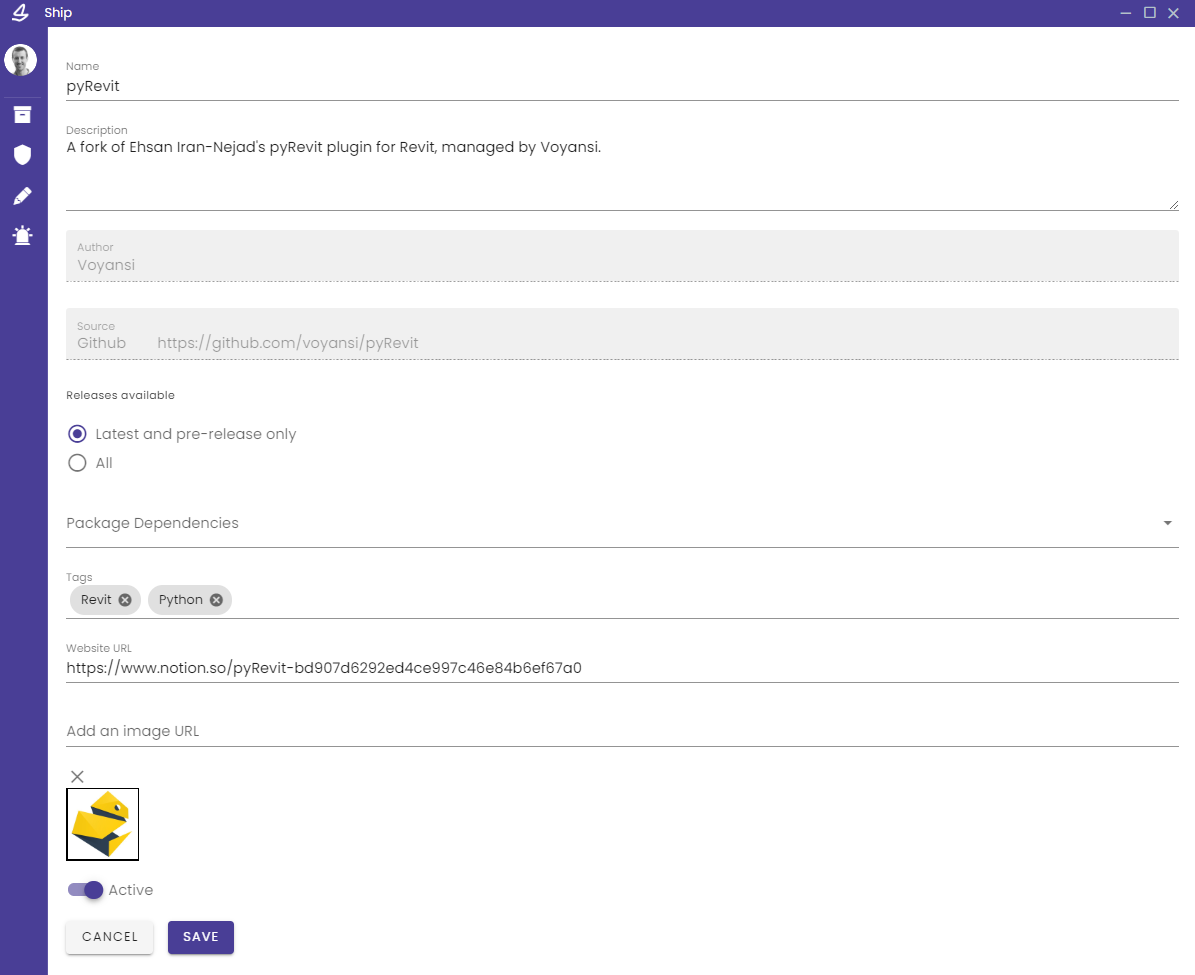 Ship
Name
pyRevit
Description
A fork of Ehsan Iran-Nejad's pyRevit plugin for Revit, managed by Voyansi.
Author
Voyansi
Source
Github https://github.com/voyansi/pyRevit
Releases available
Latest and pre-release only
All
Package Dependencies
Tags
Revit Python
Website URL
https://www.notion.so/pyRevit-bd907d6292ed4ce997c46e84b6ef67a0
Add an image URL
Active
CANCEL SAVE